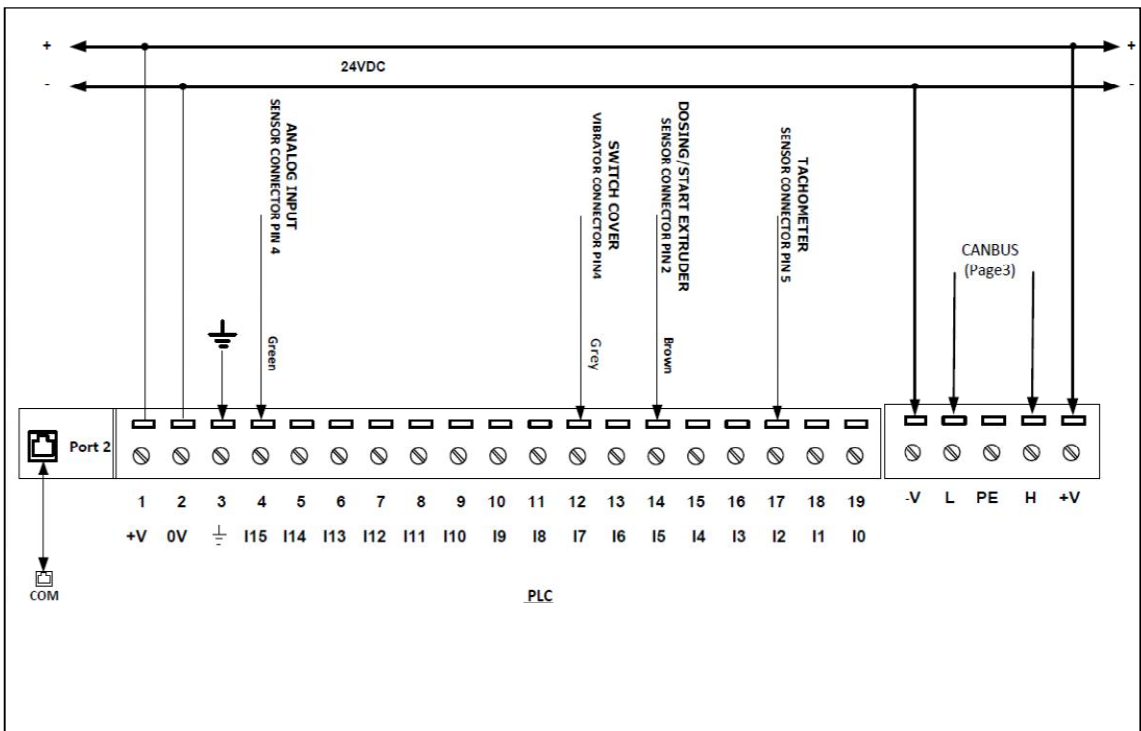 + +
24VDC
- -
ANALOG INPUT
SENSOR CONNECTOR PIN 4
SWITCH COVER
VIBRATOR CONNECTOR PIN4
DOSING/START EXTRUDER
SENSOR CONNECTOR PIN 2
TACHOMETER
SENSOR CONNECTOR PIN 5
CANBUS
(Page3)
Green
Grey
Brown
Port 2
1 2 3 4 5 6 7 8 9 10 11 12 13 14 15 16 17 18 19
-V L PE H +V
+V 0V I15 I14 I13 I12 I11 I10 I9 I8 I7 I6 I5 I4 I3 I2 I1 I0
COM
PLC